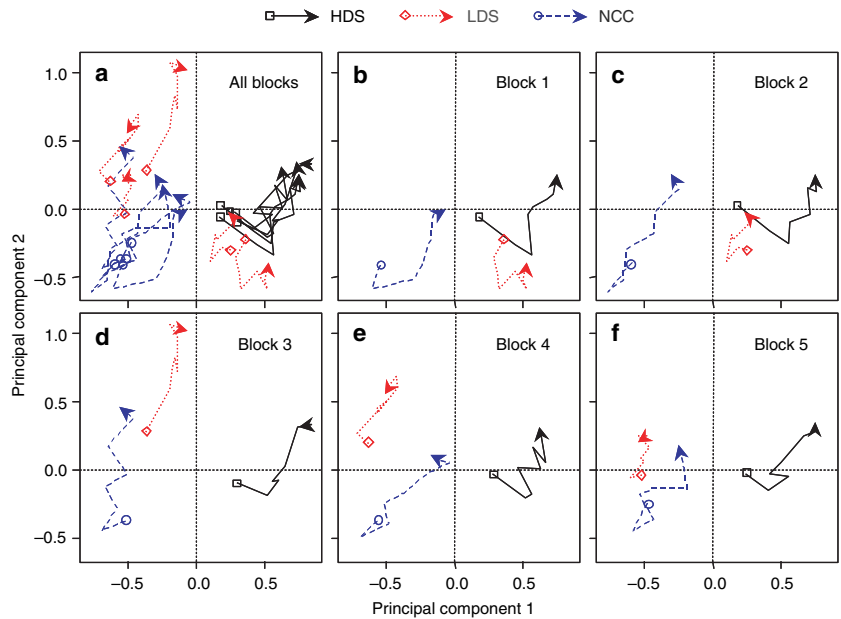 HDS LDS NCC
a All blocks
b Block 1
c Block 2
1.0
0.5
0.0
−0.5
d Block 3
e Block 4
f Block 5
1.0
0.5
0.0
−0.5
−0.5 0.0 0.5 −0.5 0.0 0.5 −0.5 0.0 0.5
Principal component 1
Principal component 2